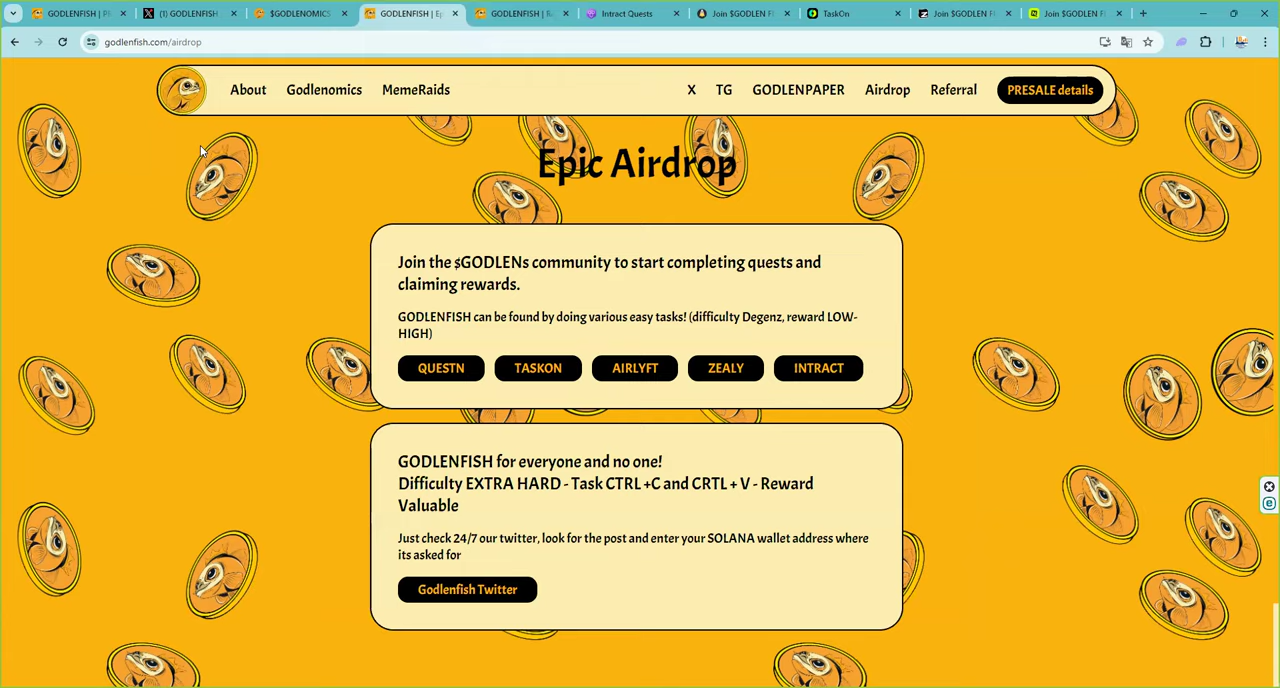 GODLENFISH | P
(1) GODLENFISH
$GODLENOMICS
GODLENFISH | Ep
GODLENFISH |
Intract Quests
Join $GODLEN F
TaskOn
Join $GODLEN F
Join $GODLEN F
godlenfish.com/airdrop
About
Godlenomics
MemeRaids
X
TG
GODLENPAPER
Airdrop
Referral
PRESALE details
Epic Airdrop
Join the $GODLENs community to start completing quests and
claiming rewards.
GODLENFISH can be found by doing various easy tasks! (difficulty Degenz, reward LOW-
HIGH)
QUESTN
TASKON
AIRLYFT
ZEALY
INTRACT
GODLENFISH for everyone and no one!
Difficulty EXTRA HARD - Task CTRL +C and CRTL + V - Reward
Valuable
Just check 24/7 our twitter, look for the post and enter your SOLANA wallet address where
its asked for
Godlenfish Twitter